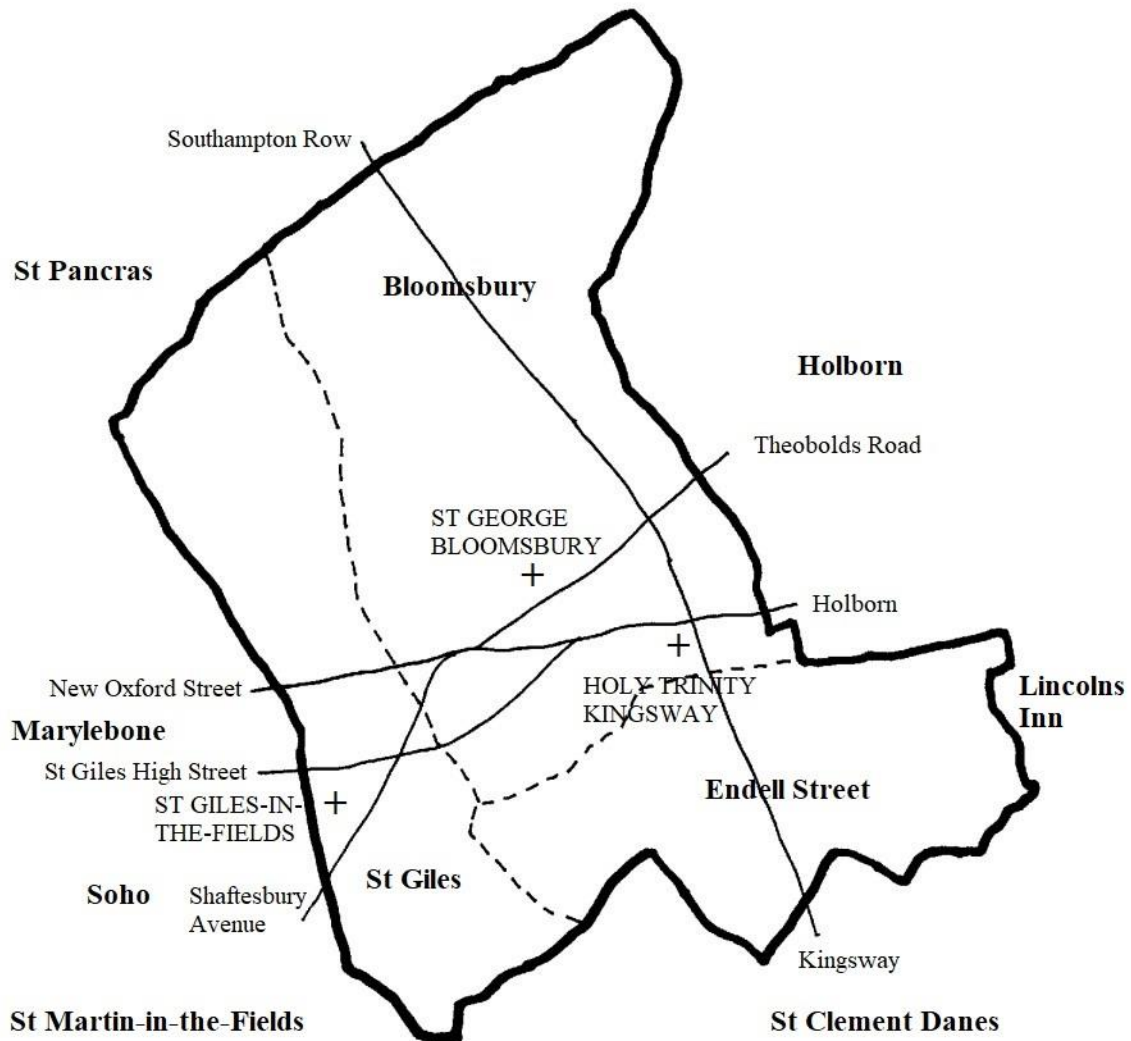 Southampton Row
St Pancras
Bloomsbury
Holborn
Theobolds Road
ST GEORGE
BLOOMSBURY
Holborn
New Oxford Street
HOLY TRINITY
KINGSWAY
Lincolns
Inn
Marylebone
St Giles High Street
ST GILES-IN-
THE-FIELDS
Endell Street
St Giles
Soho
Shaftesbury
Avenue
Kingsway
St Martin-in-the-Fields
St Clement Danes